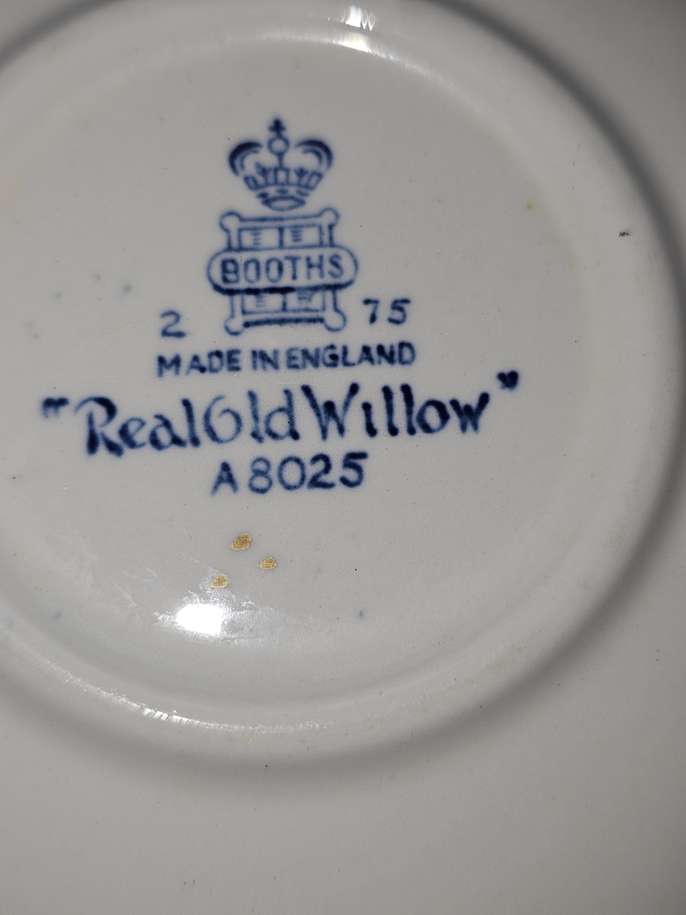 BOOTHS
2 75
MADE IN ENGLAND
"Real Old Willow"
A8025